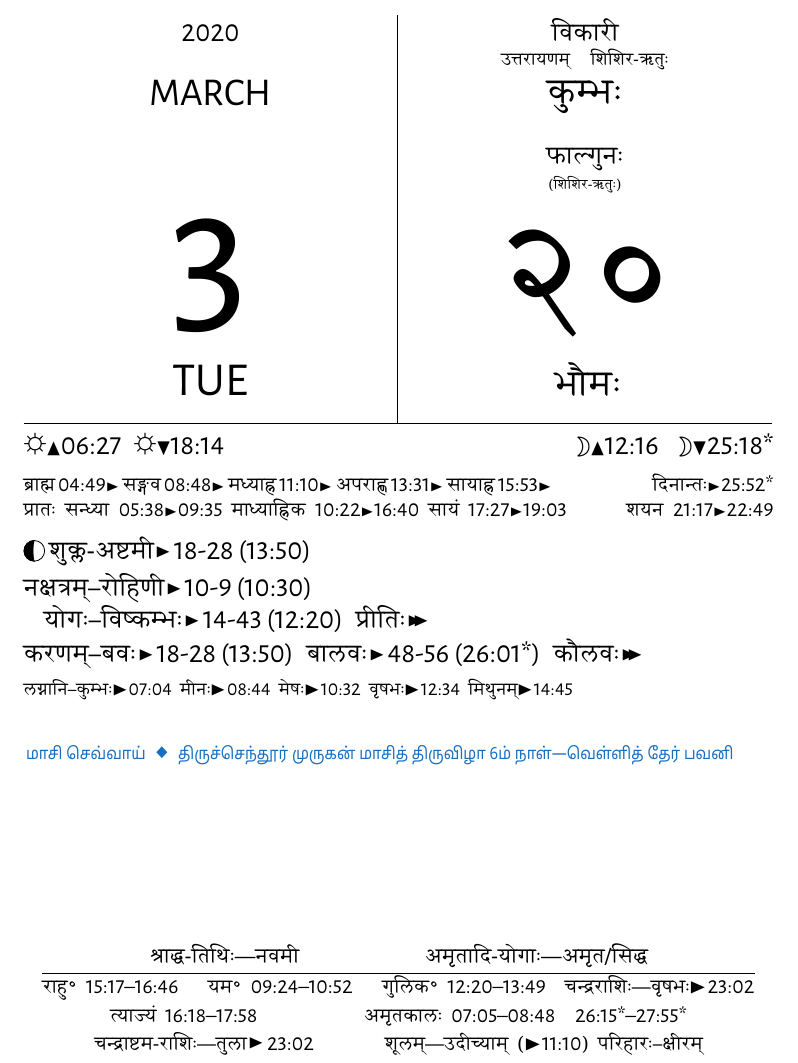 2020
MARCH
3
TUE
विकारी
उत्तरायणम् शिशिर-ऋतुः
कुम्भः
फाल्गुनः
(शिशिर-ऋतुः)
२०
भौमः
☼▲06:27 ☼▼18:14 ☽▲12:16 ☽▼25:18*
ब्राह्म 04:49► सङ्गव 08:48► मध्याह्न 11:10► अपराह्ण 13:31► सायाह्न 15:53► दिनान्तः►25:52*
प्रातः सन्ध्या 05:38►09:35 माध्याह्निक 10:22►16:40 सायं 17:27►19:03 शयन 21:17►22:49
शुक्ल-अष्टमी►18-28 (13:50)
नक्षत्रम्–रोहिणी►10-9 (10:30)
योगः–विष्कम्भः►14-43 (12:20) प्रीतिः►►
करणम्–बवः►18-28 (13:50) बालवः►48-56 (26:01*) कौलवः►►
लग्नानि–कुम्भः►07:04 मीनः►08:44 मेषः►10:32 वृषभः►12:34 मिथुनम्►14:45
மாசி செவ்வாய் ◆ திருச்செந்தூர் முருகன் மாசித் திருவிழா 6ம் நாள்—வெள்ளித் தேர் பவனி
श्राद्ध-तिथिः—नवमी अमृतादि-योगाः—अमृत/सिद्ध
राहु° 15:17–16:46 यम° 09:24–10:52 गुलिक° 12:20–13:49 चन्द्रराशिः—वृषभः►23:02
त्याज्यं 16:18–17:58 अमृतकालः 07:05–08:48 26:15*–27:55*
चन्द्राष्टम-राशिः—तुला►23:02 शूलम्—उदीच्याम् (►11:10) परिहारः–क्षीरम्